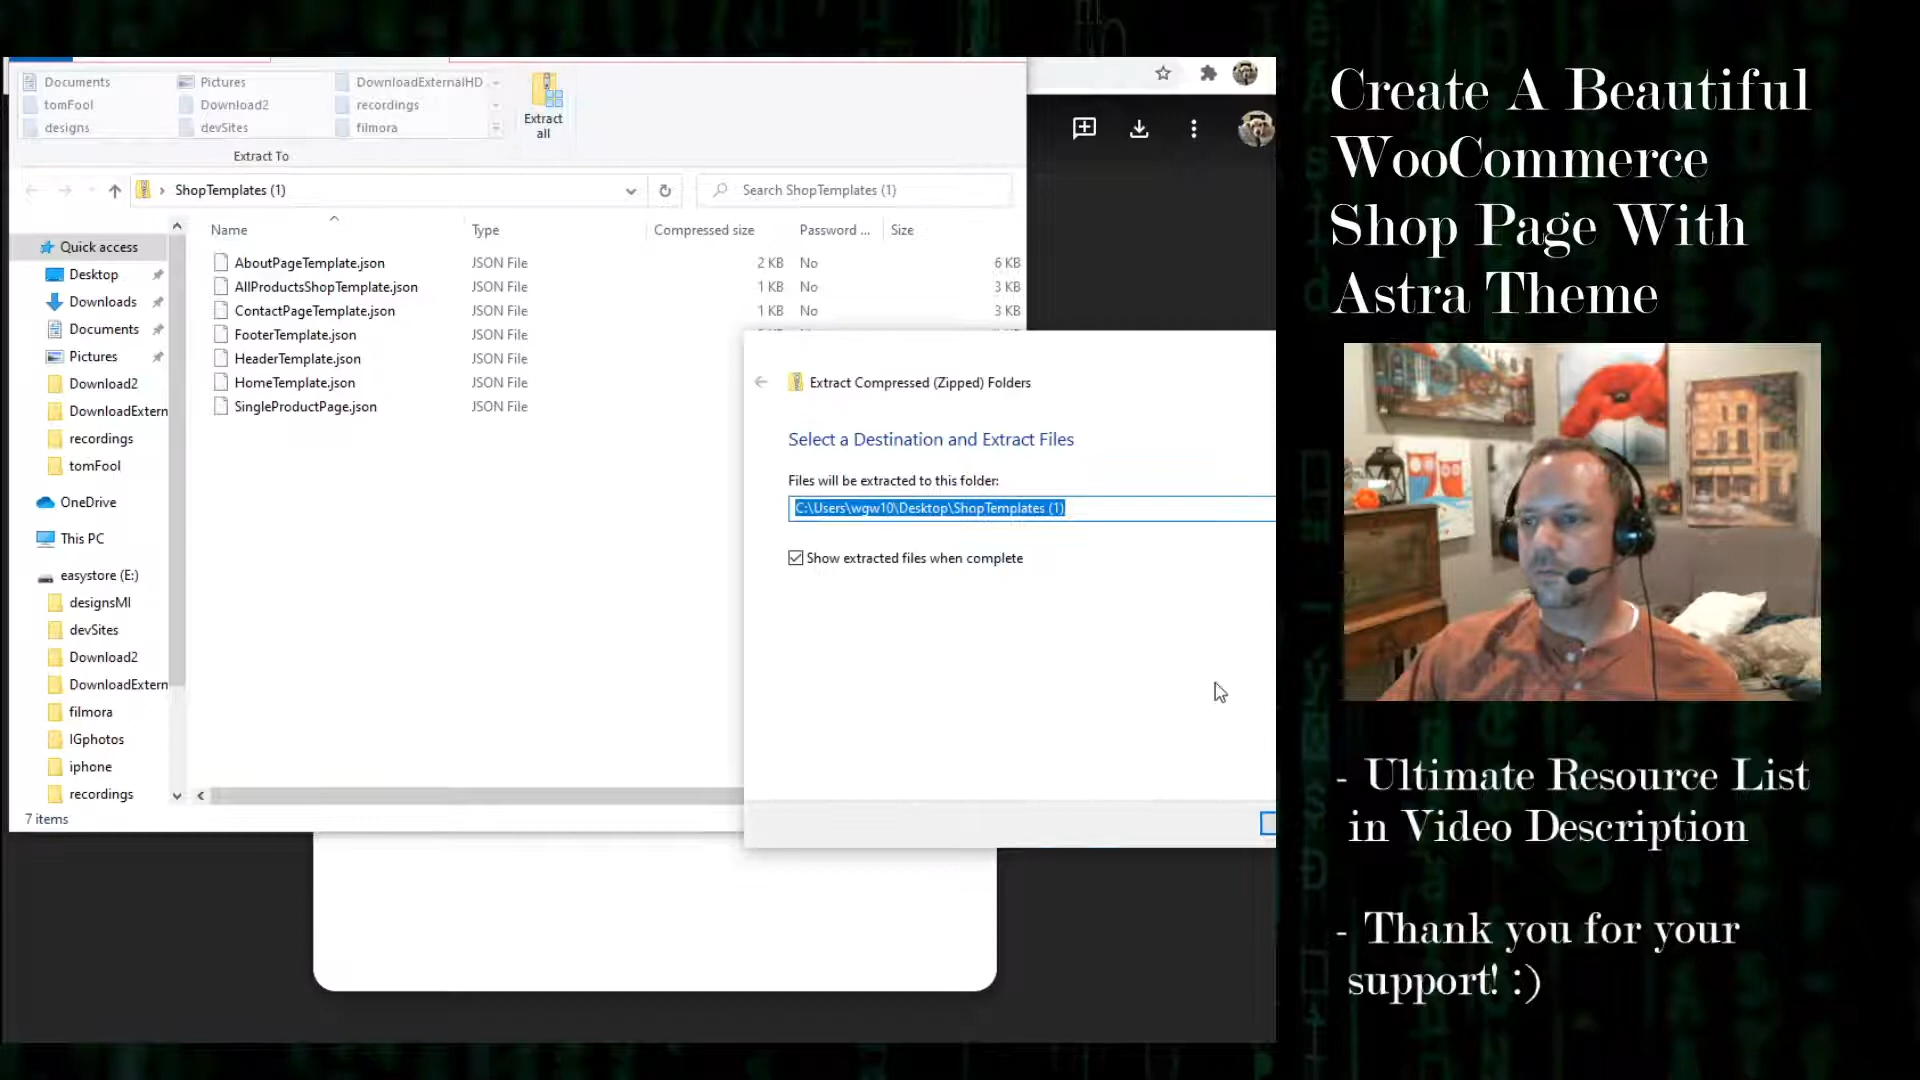 Documents
Pictures
DownloadExternalHD
tomFool
Download2
recordings
designs
devSites
filmora
Extract
all
Extract To
ShopTemplates (1)
Search ShopTemplates (1)
Name
Type
Compressed size
Password ...
Size
AboutPageTemplate.json
JSON File
2 KB
No
6 KB
AllProductsShopTemplate.json
JSON File
1 KB
No
3 KB
ContactPageTemplate.json
JSON File
1 KB
No
3 KB
FooterTemplate.json
JSON File
HeaderTemplate.json
JSON File
HomeTemplate.json
JSON File
SingleProductPage.json
JSON File
Quick access
Desktop
Downloads
Documents
Pictures
Download2
DownloadExtern
recordings
tomFool
OneDrive
This PC
easystore (E:)
designsMI
devSites
Download2
DownloadExtern
filmora
IGphotos
iphone
recordings
7 items
Extract Compressed (Zipped) Folders
Select a Destination and Extract Files
Files will be extracted to this folder:
C:\Users\wgw10\Desktop\ShopTemplates (1)
Show extracted files when complete
Create A Beautiful
WooCommerce
Shop Page With
Astra Theme
- Ultimate Resource List
in Video Description
- Thank you for your
support! :)